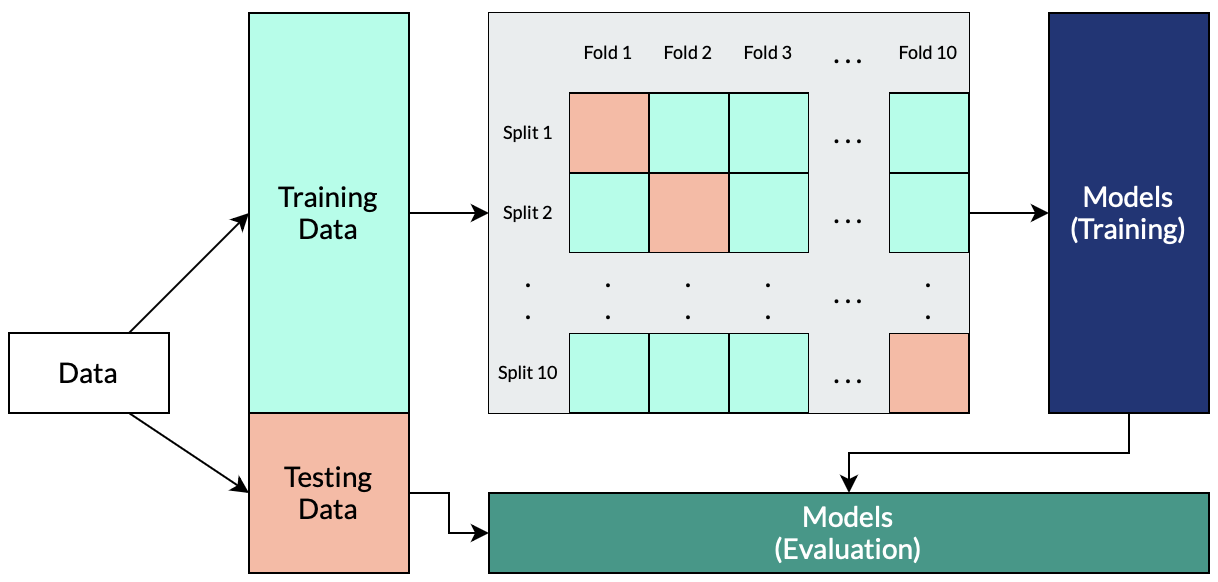 Data
Training
Data
Testing
Data
Fold 1 Fold 2 Fold 3 ... Fold 10
Split 1 ...
Split 2 ...
. . . . ... .
. . . . .
Split 10 ...
Models
(Training)
Models
(Evaluation)